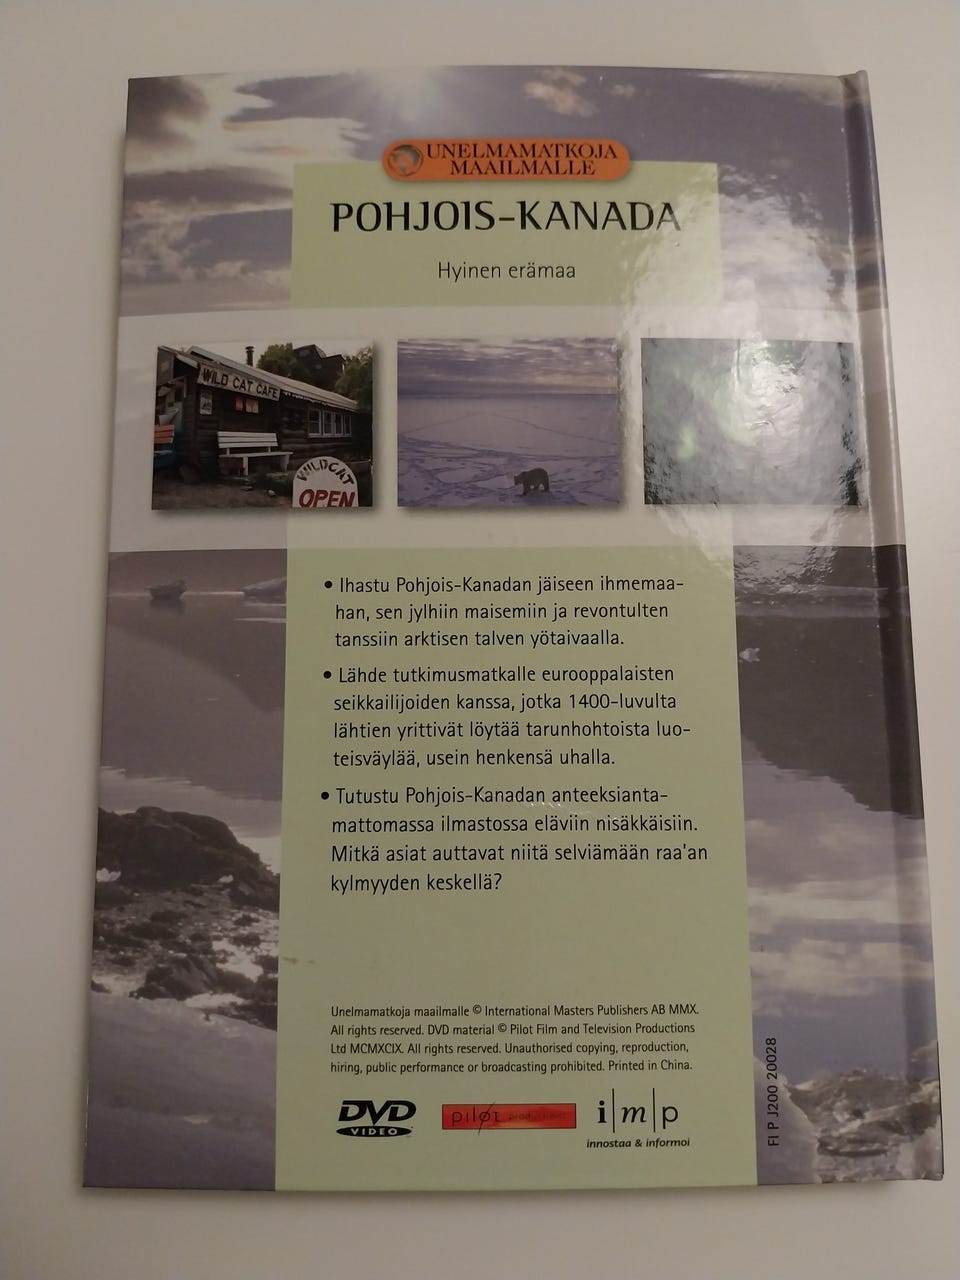 UNELMAMATKOJA
MAAILMALLE
POHJOIS-KANADA
Hyinen erämaa
WILD CAT CAFE
WILDCAT
OPEN
• Ihastu Pohjois-Kanadan jäiseen ihmemaa-
han, sen jylhiin maisemiin ja revontulten
tanssiin arktisen talven yötaivaalla.
• Lähde tutkimusmatkalle eurooppalaisten
seikkailijoiden kanssa, jotka 1400-luvulta
lähtien yrittivät löytää tarunhohtoista luo-
teisväylää, usein henkensä uhalla.
• Tutustu Pohjois-Kanadan anteeksianta-
mattomassa ilmastossa eläviin nisäkkäisiin.
Mitkä asiat auttavat niitä selviämään raa'an
kylmyyden keskellä?
Unelmamatkoja maailmalle © International Masters Publishers AB MMX.
All rights reserved. DVD material © Pilot Film and Television Productions
Ltd MCMXCIX. All rights reserved. Unauthorised copying, reproduction,
hiring, public performance or broadcasting prohibited. Printed in China.
DVD
VIDEO
pilot productions
i|m|p
innostaa & informoi
FI P J200 20028